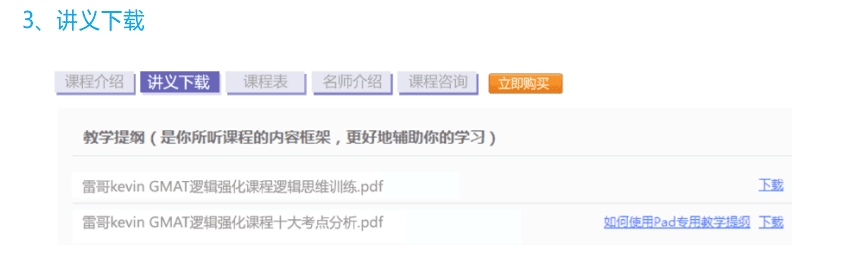 3、讲义下载
课程介绍 讲义下载 课程表 名师介绍 课程咨询 立即购买
教学提纲（是你所听课程的内容框架，更好地辅助你的学习）
雷哥kevin GMAT逻辑强化课程逻辑思维训练.pdf 下载
雷哥kevin GMAT逻辑强化课程十大考点分析.pdf 如何使用Pad专用教学提纲 下载